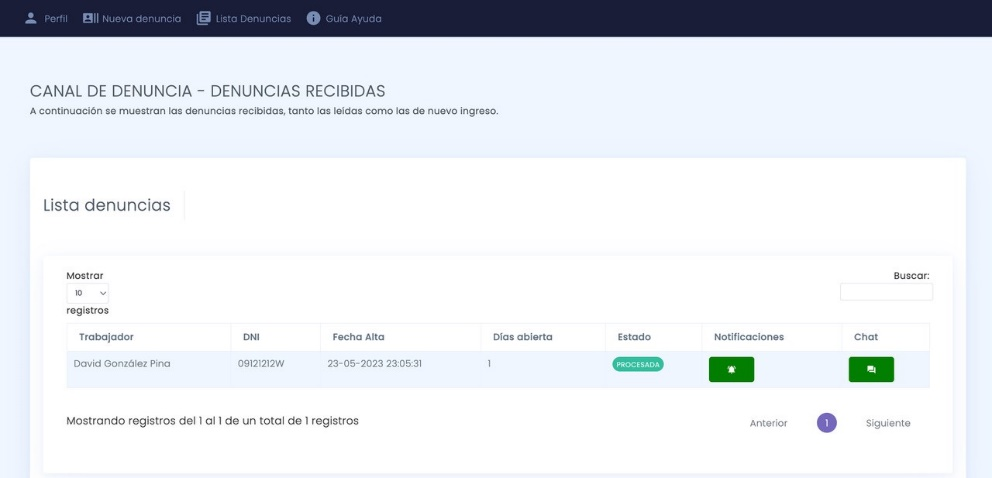 Perfil Nueva denuncia Lista Denuncias Guía Ayuda
CANAL DE DENUNCIA - DENUNCIAS RECIBIDAS
A continuación se muestran las denuncias recibidas, tanto las leidas como las de nuevo ingreso.
Lista denuncias
Mostrar
10
registros
Buscar:
Trabajador DNI Fecha Alta Días abierta Estado Notificaciones Chat
David González Pina 09121212W 23-05-2023 23:05:31 1 PROCESADA
Mostrando registros del 1 al 1 de un total de 1 registros
Anterior 1 Siguiente